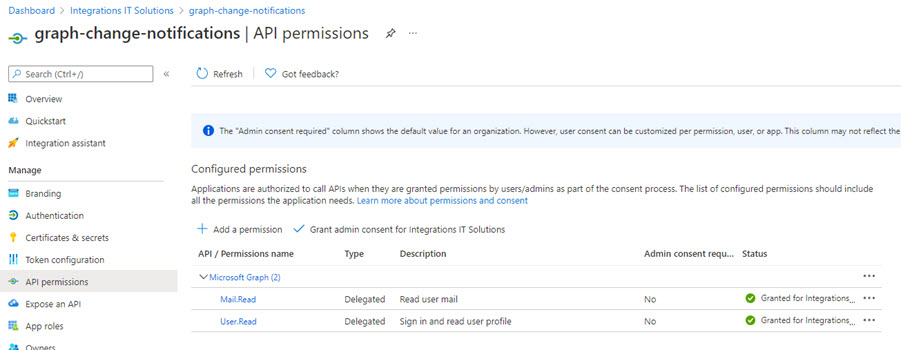 Dashboard > Integrations IT Solutions > graph-change-notifications
graph-change-notifications | API permissions
Search (Ctrl+/)
Refresh
Got feedback?
Overview
Quickstart
Integration assistant
Manage
Branding
Authentication
Certificates & secrets
Token configuration
API permissions
Expose an API
App roles
Owners
The "Admin consent required" column shows the default value for an organization. However, user consent can be customized per permission, user, or app. This column may not reflect the
Configured permissions
Applications are authorized to call APIs when they are granted permissions by users/admins as part of the consent process. The list of configured permissions should include
all the permissions the application needs. Learn more about permissions and consent
Add a permission
Grant admin consent for Integrations IT Solutions
API / Permissions name Type Description Admin consent requ... Status
Microsoft Graph (2)
Mail.Read Delegated Read user mail No Granted for Integrations...
User.Read Delegated Sign in and read user profile No Granted for Integrations...